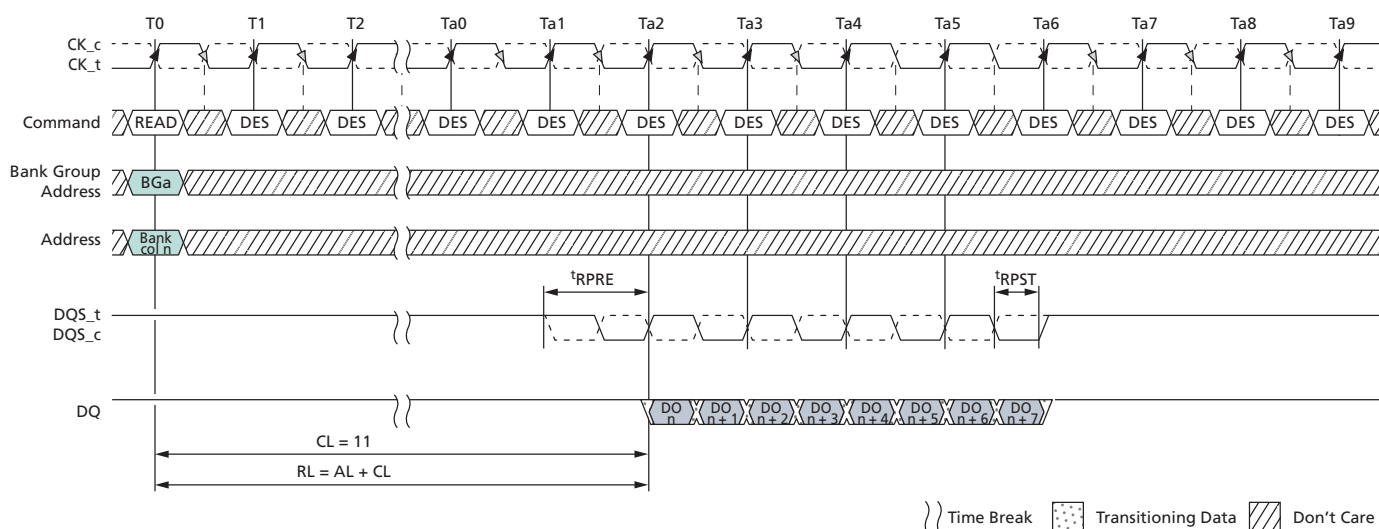 T0 T1 T2 Ta0 Ta1 Ta2 Ta3 Ta4 Ta5 Ta6 Ta7 Ta8 Ta9
CK_c
CK_t
Command READ DES DES DES DES DES DES DES DES DES DES DES DES
Bank Group
Address
BGa
Address
Bank
col n
tRPRE
tRPST
DQS_t
DQS_c
DQ
DO
n
DO
n + 1
DO
n + 2
DO
n + 3
DO
n + 4
DO
n + 5
DO
n + 6
DO
n + 7
CL = 11
RL = AL + CL
Time Break Transitioning Data Don't Care